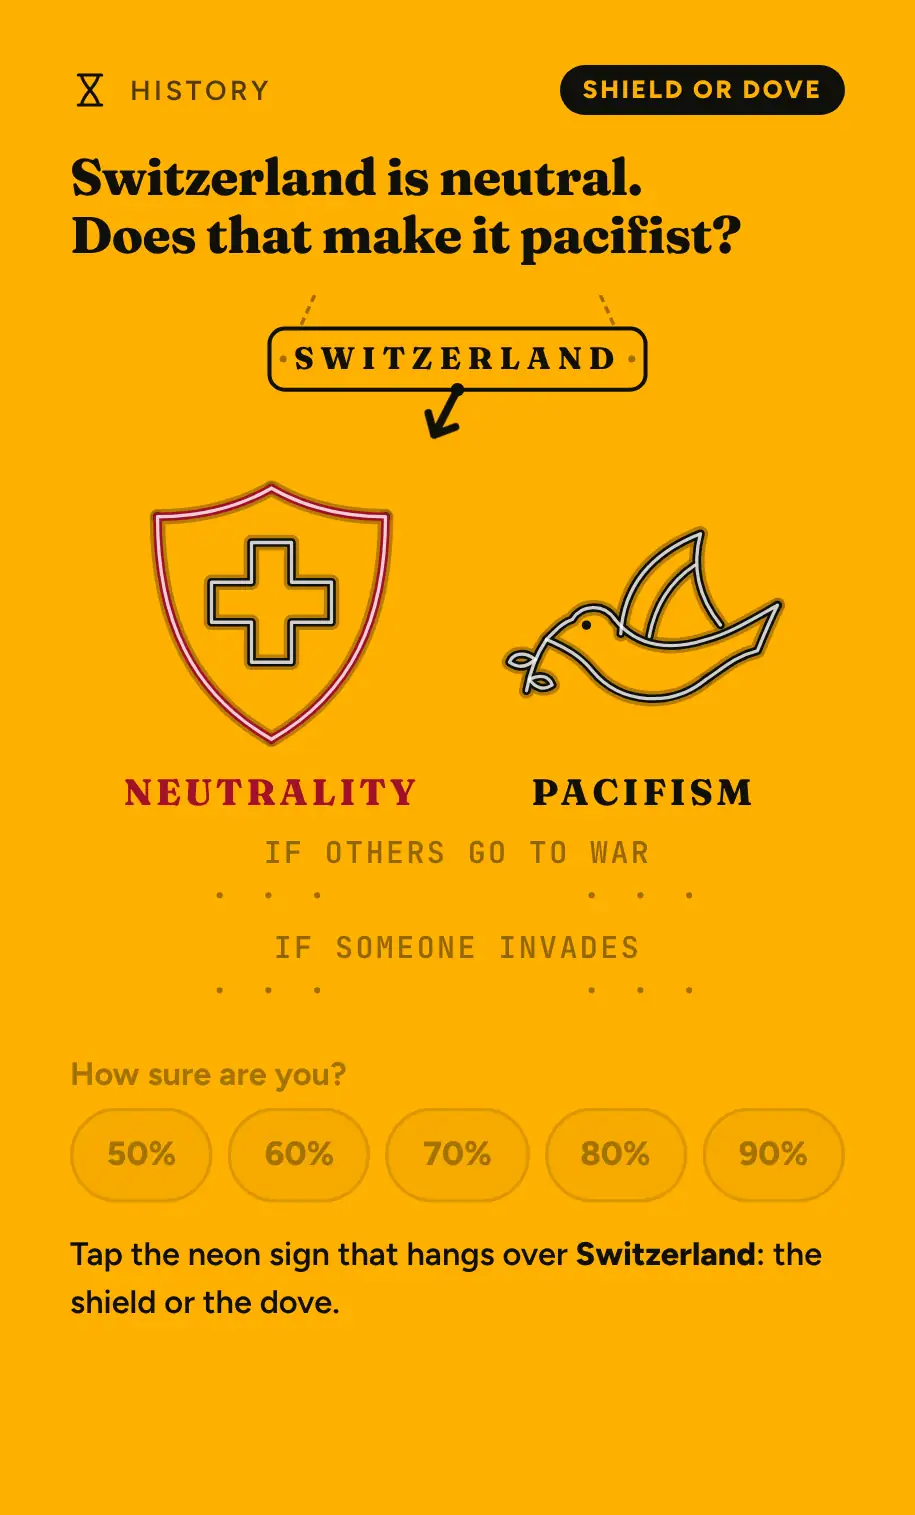 HISTORY
SHIELD OR DOVE
Switzerland is neutral.
Does that make it pacifist?
SWITZERLAND
NEUTRALITY
PACIFISM
IF OTHERS GO TO WAR
. . . . . .
IF SOMEONE INVADES
. . . . . .
How sure are you?
50% 60% 70% 80% 90%
Tap the neon sign that hangs over Switzerland: the
shield or the dove.